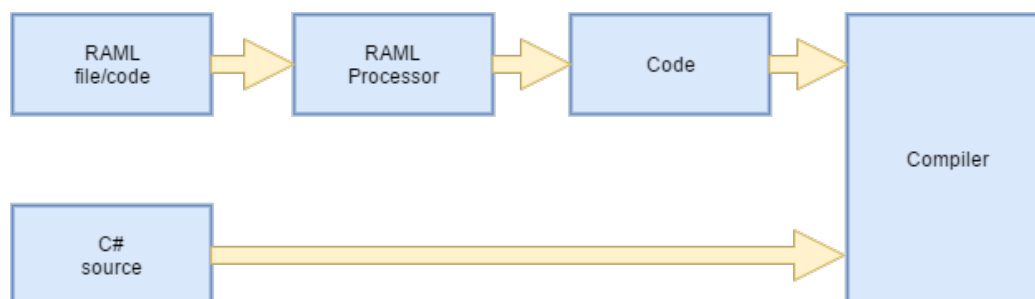 RAML
file/code
RAML
Processor
Code
Compiler
C#
source